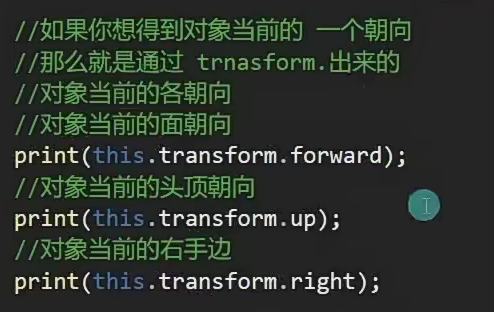 //如果你想得到对象当前的 一个朝向
//那么就是通过 trnasform.出来的
//对象当前的各朝向
//对象当前的面朝向
print(this.transform.forward);
//对象当前的头顶朝向
print(this.transform.up);
//对象当前的右手边
print(this.transform.right);